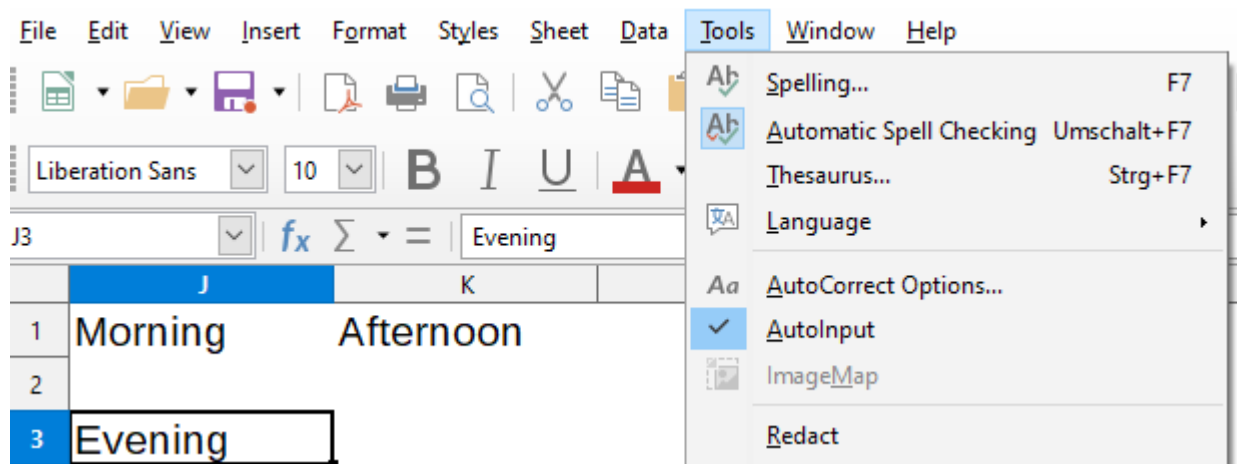 File Edit View Insert Format Styles Sheet Data Tools Window Help
Spelling... F7
Automatic Spell Checking Umschalt+F7
Thesaurus... Strg+F7
Language
AutoCorrect Options...
AutoInput
ImageMap
Redact
Liberation Sans 10 B I U A
J3 fx Σ = Evening
J K
1 Morning Afternoon
2
3 Evening